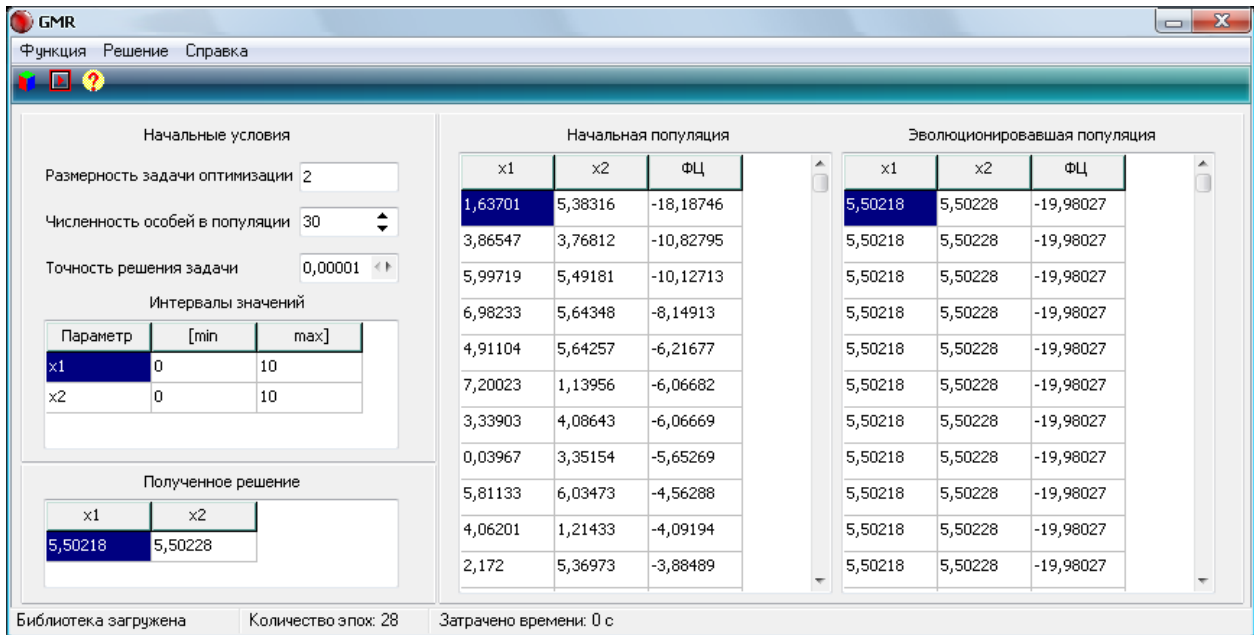 GMR
Функция Решение Справка
Начальные условия
Размерность задачи оптимизации 2
Численность особей в популяции 30
Точность решения задачи 0,00001
Интервалы значений
Параметр [min max]
x1 0 10
x2 0 10
Полученное решение
x1 x2
5,50218 5,50228
Начальная популяция
x1 x2 ФЦ
1,63701 5,38316 -18,18746
3,86547 3,76812 -10,82795
5,99719 5,49181 -10,12713
6,98233 5,64348 -8,14913
4,91104 5,64257 -6,21677
7,20023 1,13956 -6,06682
3,33903 4,08643 -6,06669
0,03967 3,35154 -5,65269
5,81133 6,03473 -4,56288
4,06201 1,21433 -4,09194
2,172 5,36973 -3,88489
Эволюционировавшая популяция
x1 x2 ФЦ
5,50218 5,50228 -19,98027
5,50218 5,50228 -19,98027
5,50218 5,50228 -19,98027
5,50218 5,50228 -19,98027
5,50218 5,50228 -19,98027
5,50218 5,50228 -19,98027
5,50218 5,50228 -19,98027
5,50218 5,50228 -19,98027
5,50218 5,50228 -19,98027
5,50218 5,50228 -19,98027
5,50218 5,50228 -19,98027
Библиотека загружена Количество эпох: 28 Затрачено времени: 0 с